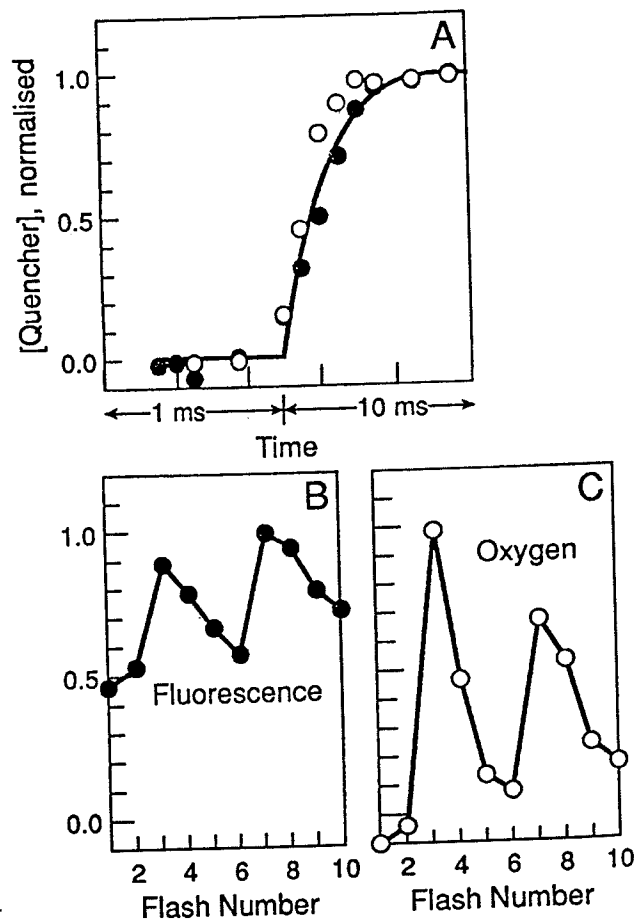 A
[Quencher], normalised
1.0
0.5
0.0
1 ms
10 ms
Time
B
1.0
0.5
0.0
Fluorescence
2 4 6 8 10
Flash Number
C
Oxygen
2 4 6 8 10
Flash Number